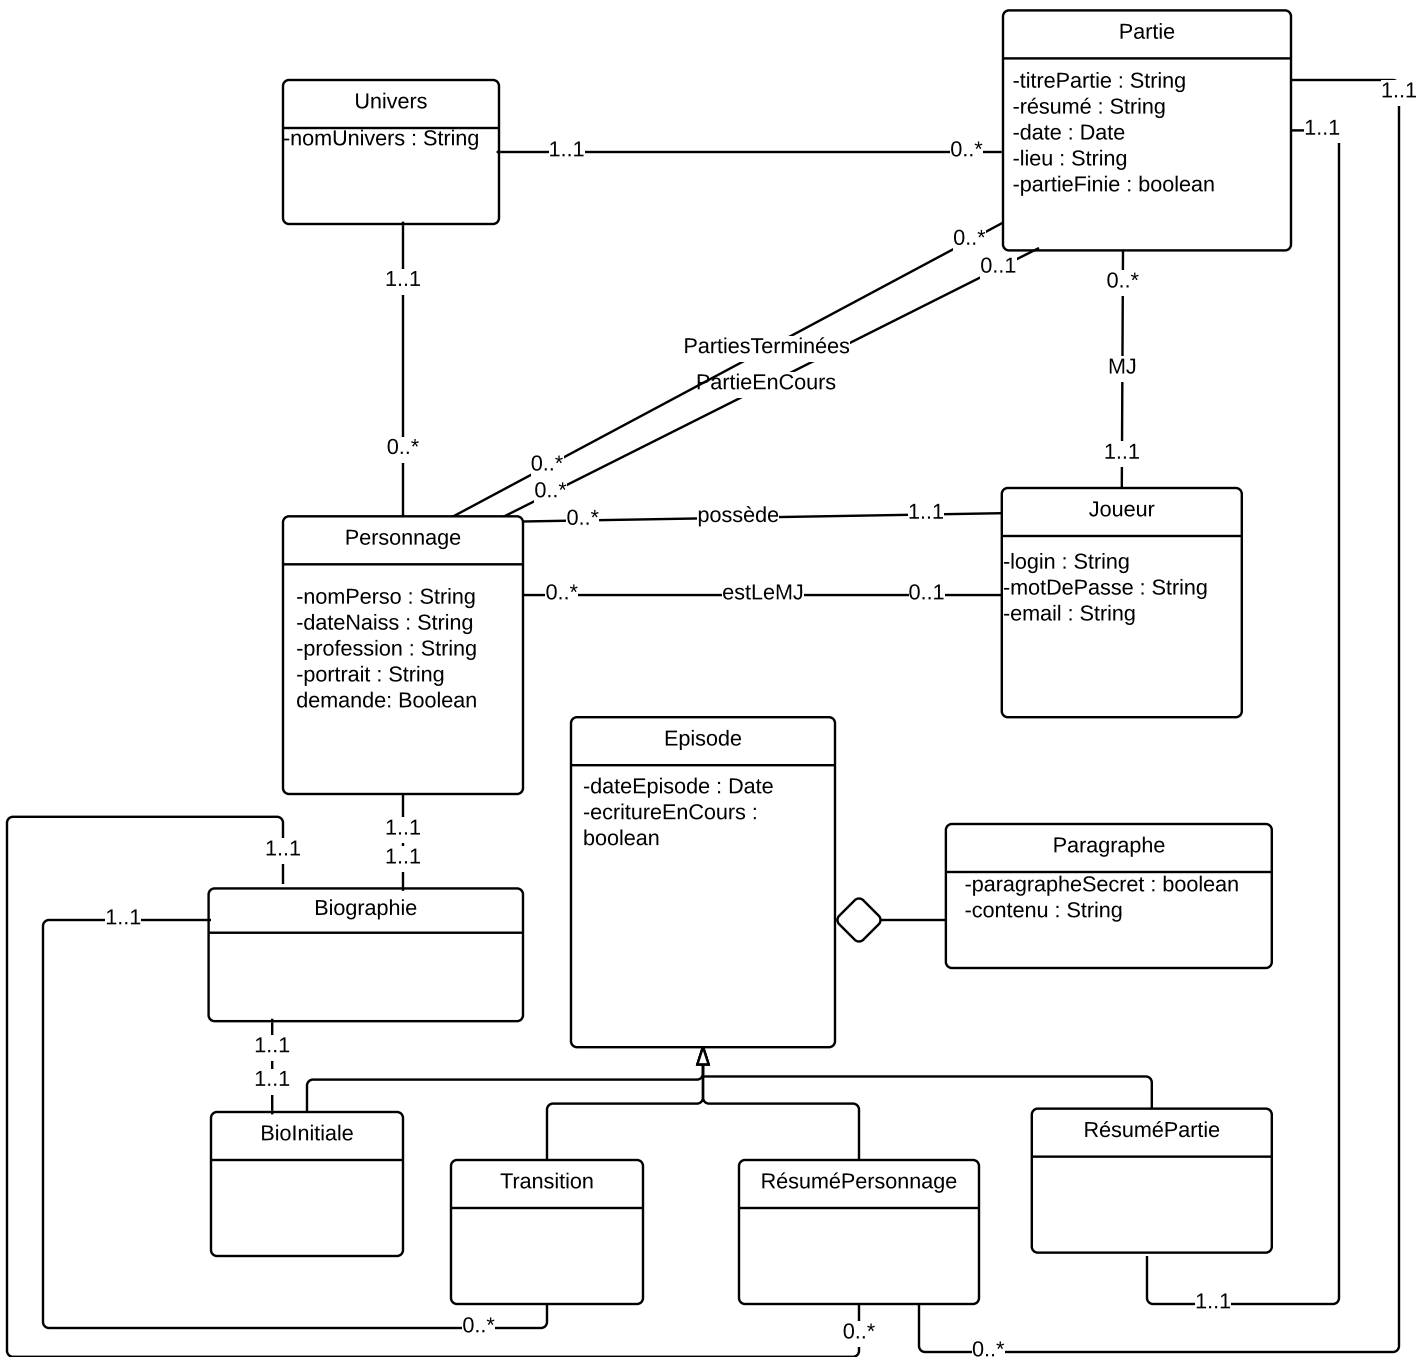 Partie
-titrePartie : String
-résumé : String
-date : Date
-lieu : String
-partieFinie : boolean
1..1
1..1
Univers
-nomUnivers : String
1..1
0..*
1..1
0..*
0..*
0..1
PartiesTerminées
PartieEnCours
0..*
0..*
0..*
MJ
1..1
Personnage
-nomPerso : String
-dateNaiss : String
-profession : String
-portrait : String
demande: Boolean
0..*
possède
1..1
0..*
estLeMJ
0..1
Joueur
-login : String
-motDePasse : String
-email : String
Episode
-dateEpisode : Date
-ecritureEnCours :
boolean
Paragraphe
-paragrapheSecret : boolean
-contenu : String
1..1
1..1
1..1
1..1
Biographie
1..1
1..1
BioInitiale
Transition
RésuméPersonnage
RésuméPartie
1..1
0..*
0..*
0..*